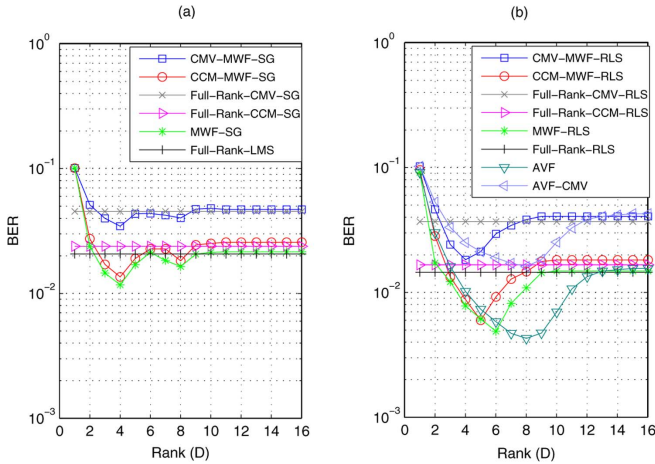 (a)
BER
10^0
10^-1
10^-2
10^-3
0 2 4 6 8 10 12 14 16
Rank (D)
CMV-MWF-SG
CCM-MWF-SG
Full-Rank-CMV-SG
Full-Rank-CCM-SG
MWF-SG
Full-Rank-LMS
(b)
BER
10^0
10^-1
10^-2
10^-3
0 2 4 6 8 10 12 14 16
Rank (D)
CMV-MWF-RLS
CCM-MWF-RLS
Full-Rank-CMV-RLS
Full-Rank-CCM-RLS
MWF-RLS
Full-Rank-RLS
AVF
AVF-CMV